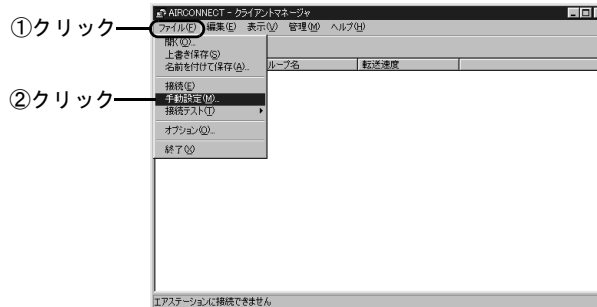 AIRCONNECT - クライアントマネージャ
①クリック
ファイル(F) 編集(E) 表示(V) 管理(M) ヘルプ(H)
開く(O)...
上書き保存(S)
名前を付けて保存(A)...
ループ名 転送速度
接続(E)
②クリック
手動設定(M)...
接続テスト(T)
オプション(O)...
終了(X)
エアステーションに接続できません